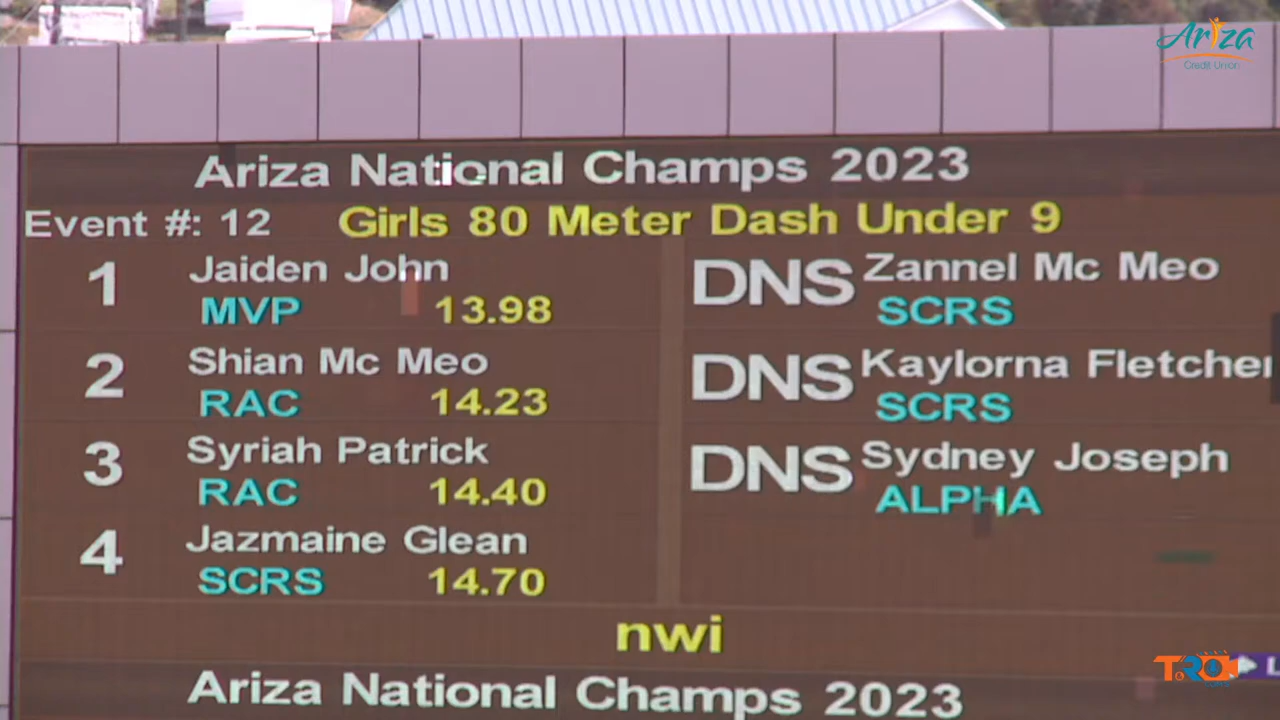 Ariza
Credit Union
Ariza National Champs 2023
Event #: 12 Girls 80 Meter Dash Under 9
1 Jaiden John
MVP 13.98
2 Shian Mc Meo
RAC 14.23
3 Syriah Patrick
RAC 14.40
4 Jazmaine Glean
SCRS 14.70
DNS Zannel Mc Meo
SCRS
DNS Kaylorna Fletcher
SCRS
DNS Sydney Joseph
ALPHA
nwi
Ariza National Champs 2023